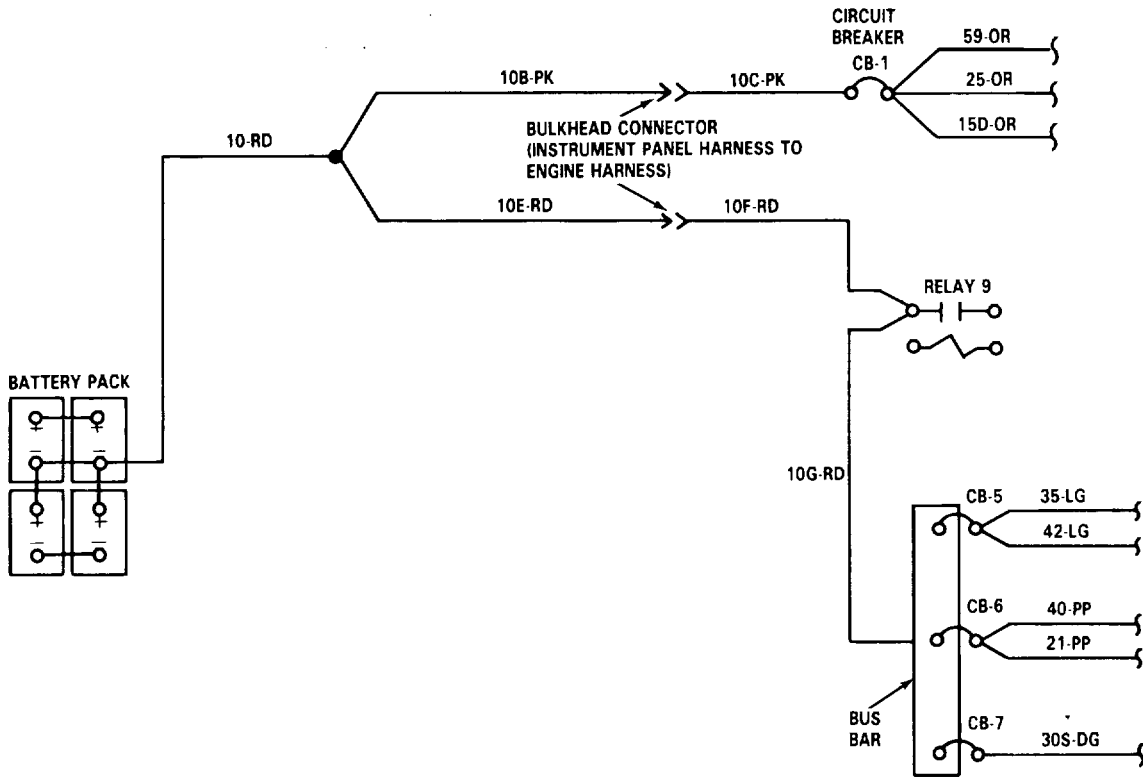 CIRCUIT
BREAKER
CB-1
59-OR
25-OR
15D-OR
10B-PK
10C-PK
10-RD
BULKHEAD CONNECTOR
(INSTRUMENT PANEL HARNESS TO
ENGINE HARNESS)
10E-RD
10F-RD
RELAY 9
BATTERY PACK
+ +
− −
+ +
− −
10G-RD
CB-5
35-LG
42-LG
CB-6
40-PP
21-PP
BUS
BAR
CB-7
30S-DG